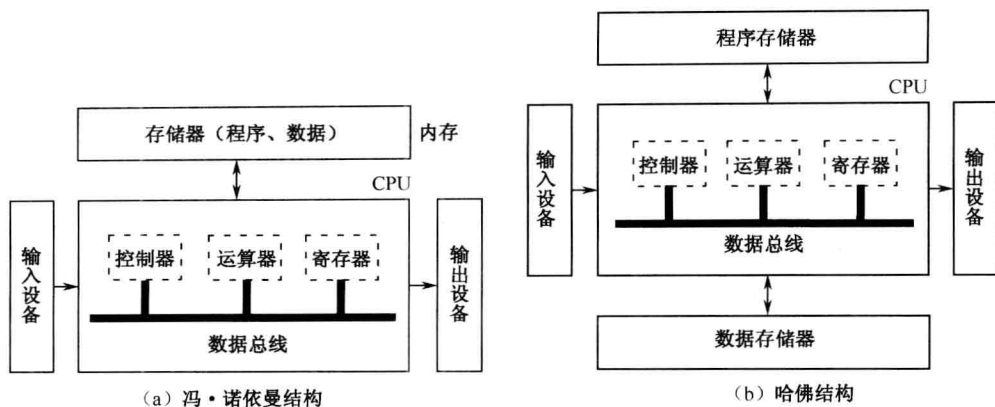 存储器（程序、数据）
内存
CPU
输入设备
控制器
运算器
寄存器
数据总线
输出设备
（a）冯·诺依曼结构
程序存储器
CPU
输入设备
控制器
运算器
寄存器
数据总线
输出设备
数据存储器
（b）哈佛结构